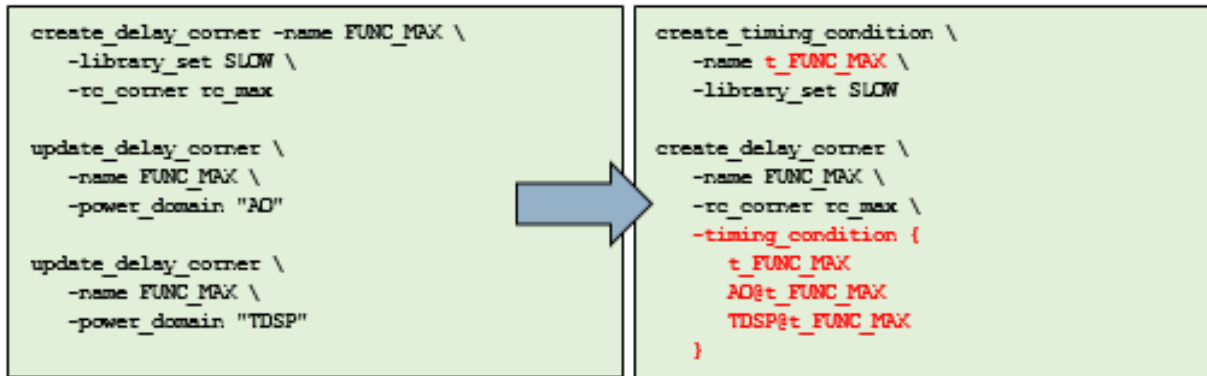 create_delay_corner -name FUNC_MAX \
-library_set SLOW \
-rc_corner rc_max
update_delay_corner \
-name FUNC_MAX \
-power_domain "AO"
update_delay_corner \
-name FUNC_MAX \
-power_domain "TDSP"
create_timing_condition \
-name t_FUNC_MAX \
-library_set SLOW
create_delay_corner \
-name FUNC_MAX \
-rc_corner rc_max \
-timing_condition {
t_FUNC_MAX
AO@t_FUNC_MAX
TDSP@t_FUNC_MAX
}